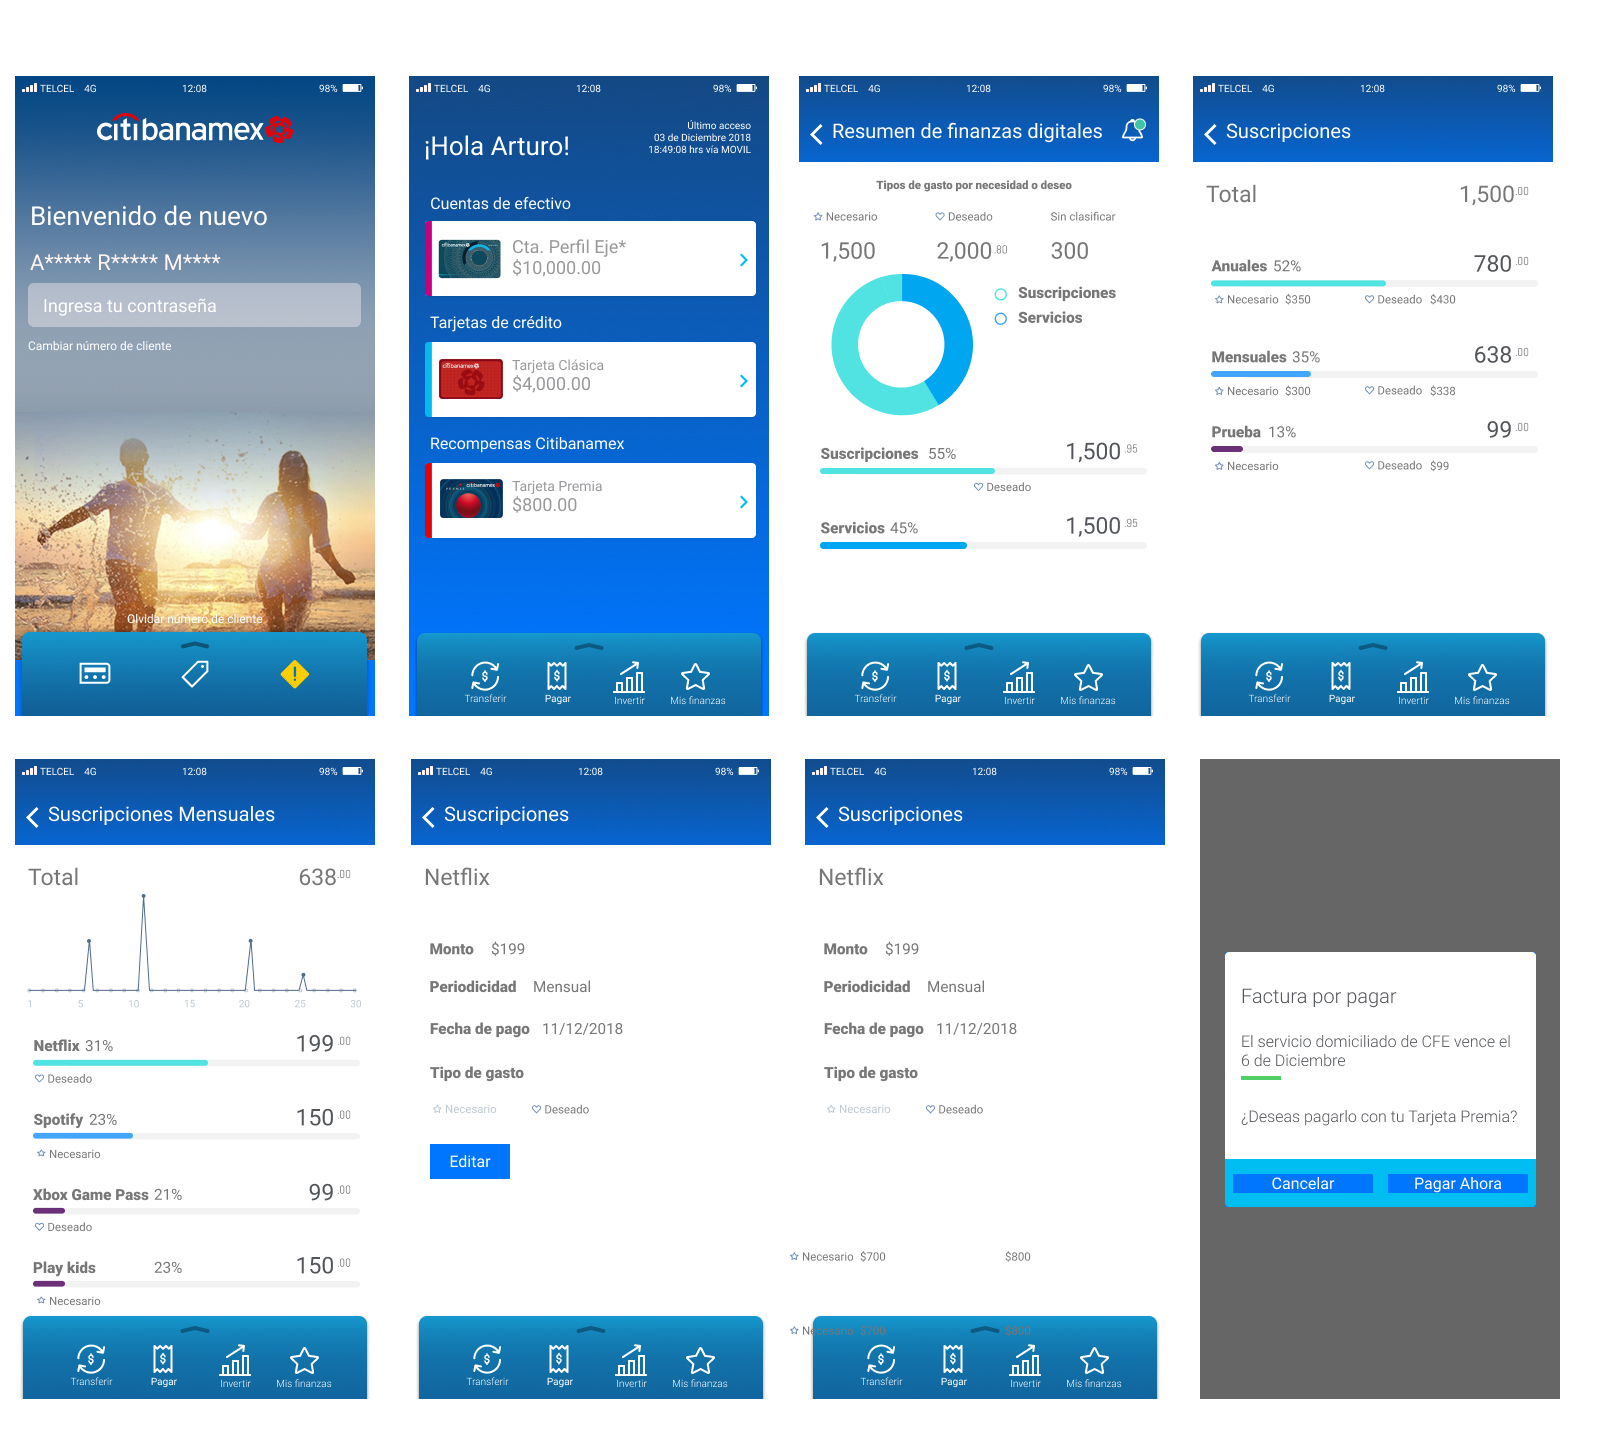 TELCEL 4G 12:08 98%
citibanamex
Bienvenido de nuevo
A***** R***** M****
Ingresa tu contraseña
Cambiar número de cliente
Olvidar número de cliente
TELCEL 4G 12:08 98%
Último acceso
03 de Diciembre 2018
18:49:08 hrs vía MOVIL
¡Hola Arturo!
Cuentas de efectivo
citibanamex
Cta. Perfil Eje*
$10,000.00
Tarjetas de crédito
citibanamex
Tarjeta Clásica
$4,000.00
Recompensas Citibanamex
citibanamex
Tarjeta Premia
$800.00
Transferir Pagar Invertir Mis finanzas
TELCEL 4G 12:08 98%
Resumen de finanzas digitales
Tipos de gasto por necesidad o deseo
Necesario Deseado Sin clasificar
1,500 2,000.80 300
Suscripciones
Servicios
Suscripciones 55% 1,500.95
Deseado
Servicios 45% 1,500.95
Transferir Pagar Invertir Mis finanzas
TELCEL 4G 12:08 98%
Suscripciones
Total 1,500.00
Anuales 52% 780.00
Necesario $350 Deseado $430
Mensuales 35% 638.00
Necesario $300 Deseado $338
Prueba 13% 99.00
Necesario Deseado $99
Transferir Pagar Invertir Mis finanzas
TELCEL 4G 12:08 98%
Suscripciones Mensuales
Total 638.00
1 5 10 15 20 25 30
Netflix 31% 199.00
Deseado
Spotify 23% 150.00
Necesario
Xbox Game Pass 21% 99.00
Deseado
Play kids 23% 150.00
Necesario
Transferir Pagar Invertir Mis finanzas
TELCEL 4G 12:08 98%
Suscripciones
Netflix
Monto $199
Periodicidad Mensual
Fecha de pago 11/12/2018
Tipo de gasto
Necesario Deseado
Editar
Transferir Pagar Invertir Mis finanzas
TELCEL 4G 12:08 98%
Suscripciones
Netflix
Monto $199
Periodicidad Mensual
Fecha de pago 11/12/2018
Tipo de gasto
Necesario Deseado
Necesario $700 $800
Necesario $700 $800
Transferir Pagar Invertir Mis finanzas
Factura por pagar
El servicio domiciliado de CFE vence el
6 de Diciembre
¿Deseas pagarlo con tu Tarjeta Premia?
Cancelar Pagar Ahora